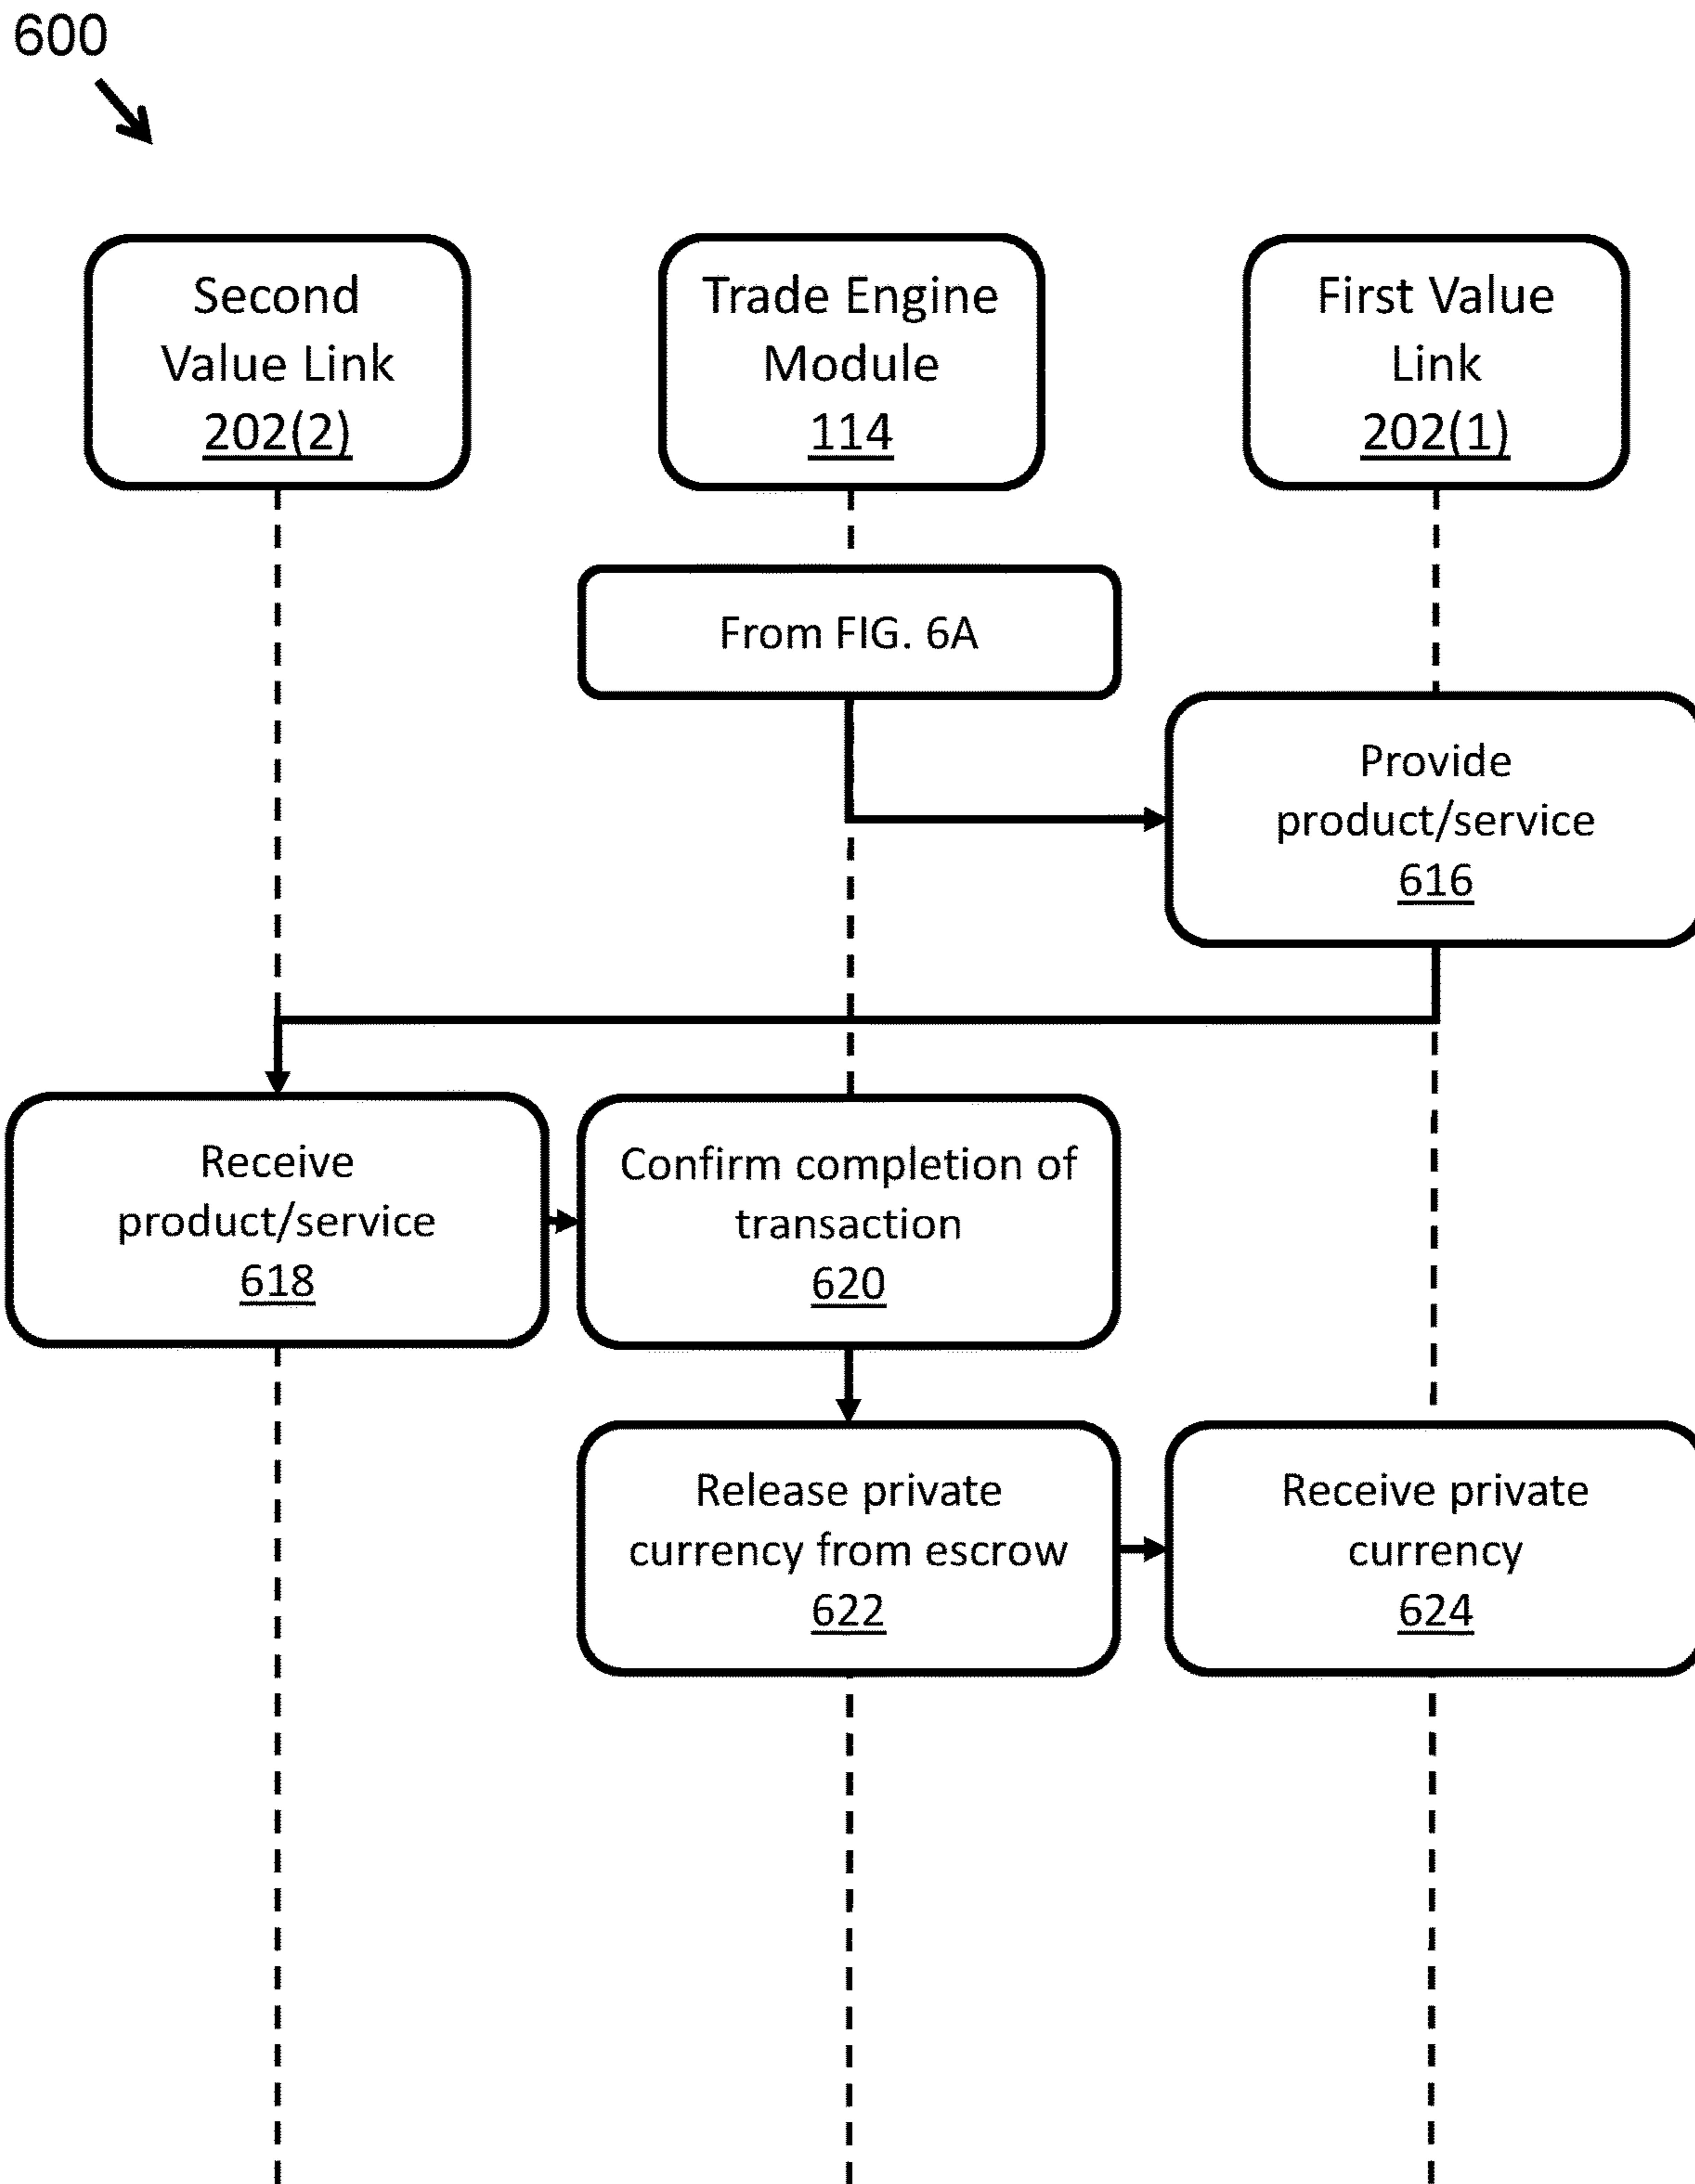 600
Second
Value Link
202(2)
Trade Engine
Module
114
First Value
Link
202(1)
From FIG. 6A
Provide
product/service
616
Receive
product/service
618
Confirm completion of
transaction
620
Release private
currency from escrow
622
Receive private
currency
624